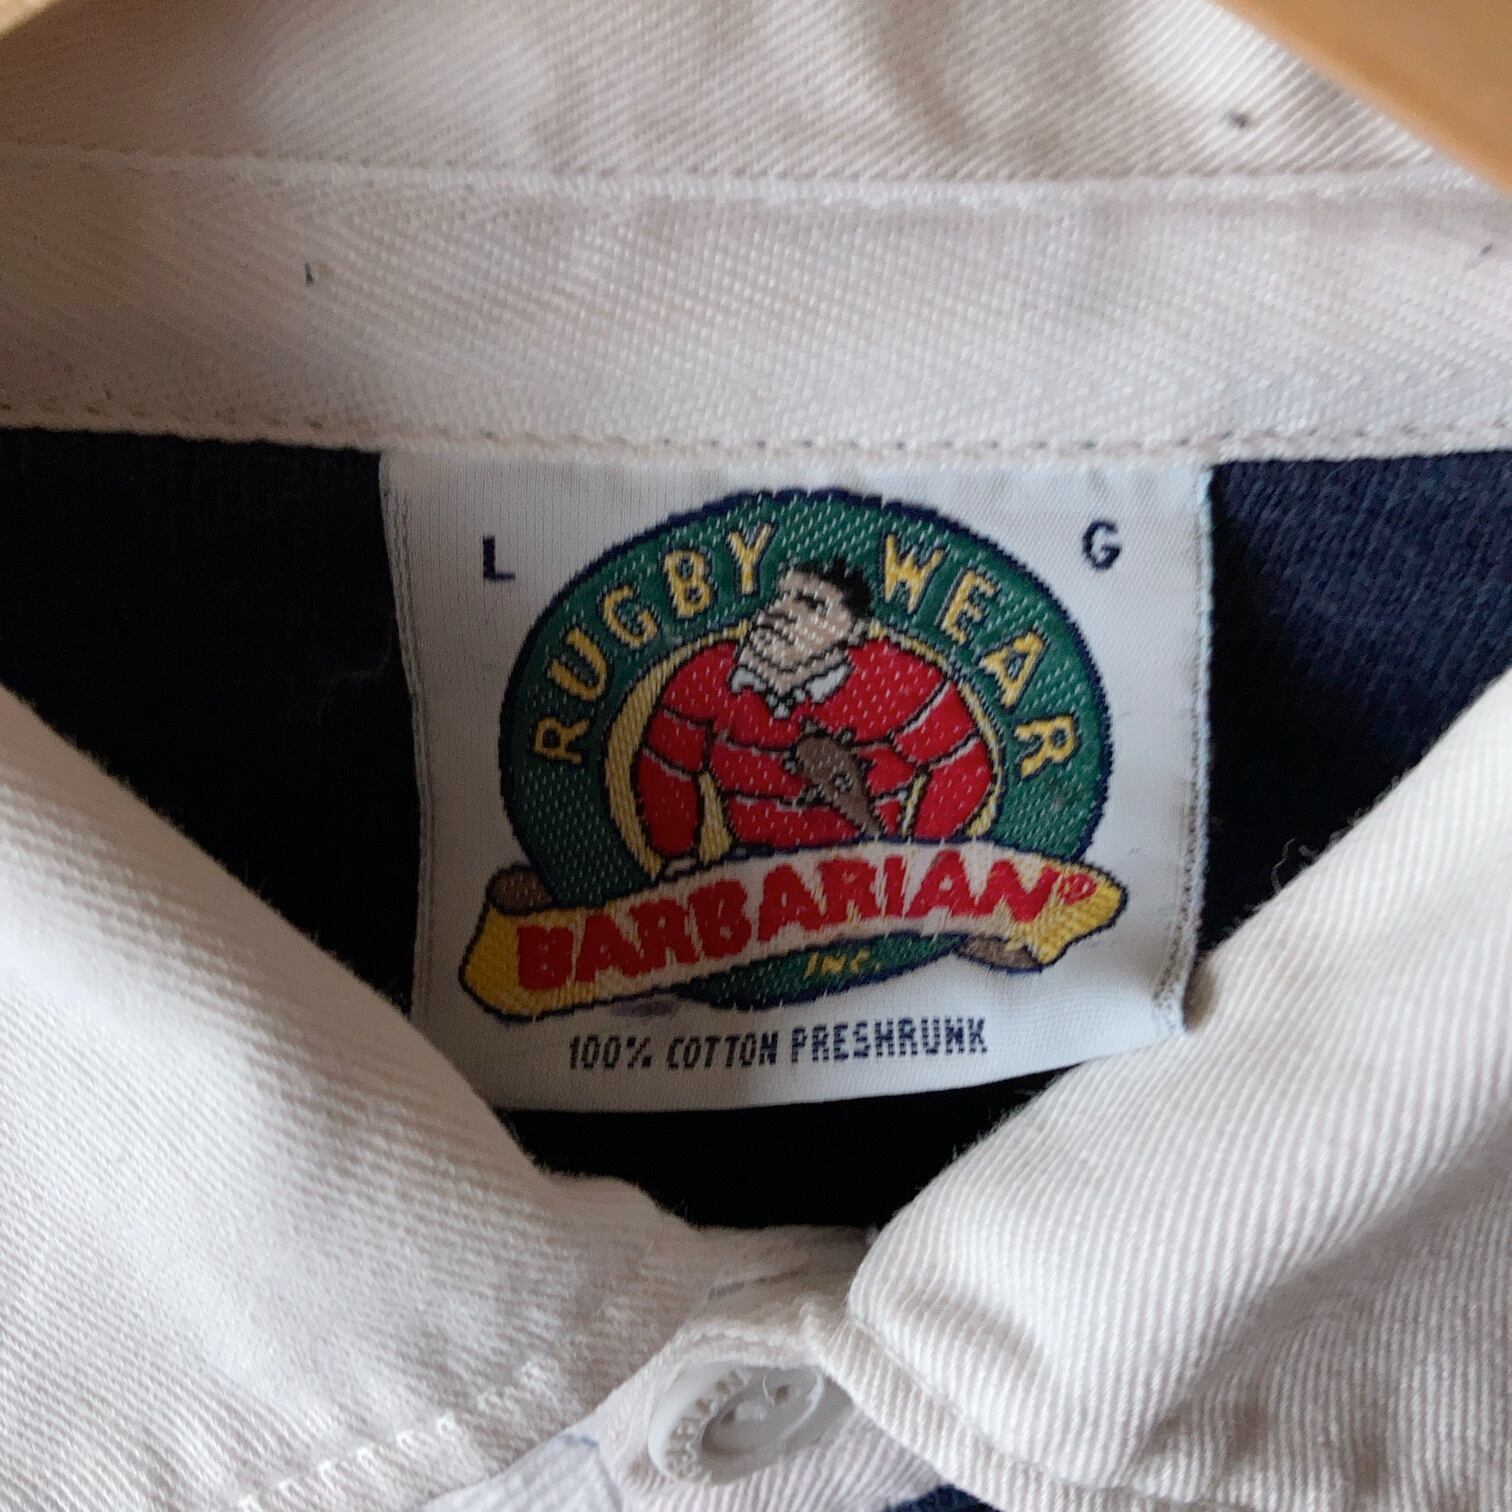 L G
RUGBY WEAR
BARBARIAN®
INC.
100% COTTON PRESHRUNK